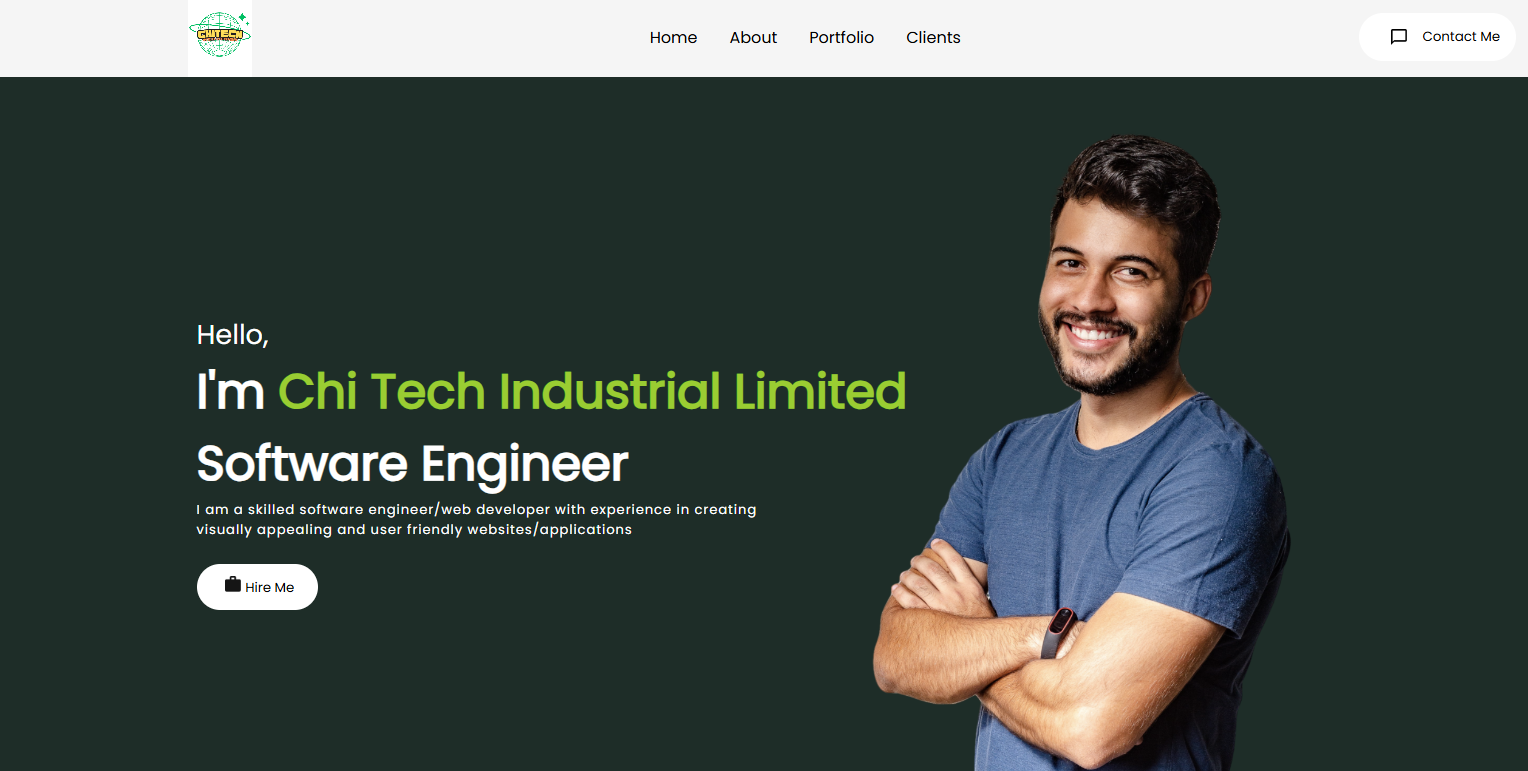 CHITECH
Home About Portfolio Clients
Contact Me
Hello,
I'm Chi Tech Industrial Limited
Software Engineer
I am a skilled software engineer/web developer with experience in creating
visually appealing and user friendly websites/applications
Hire Me